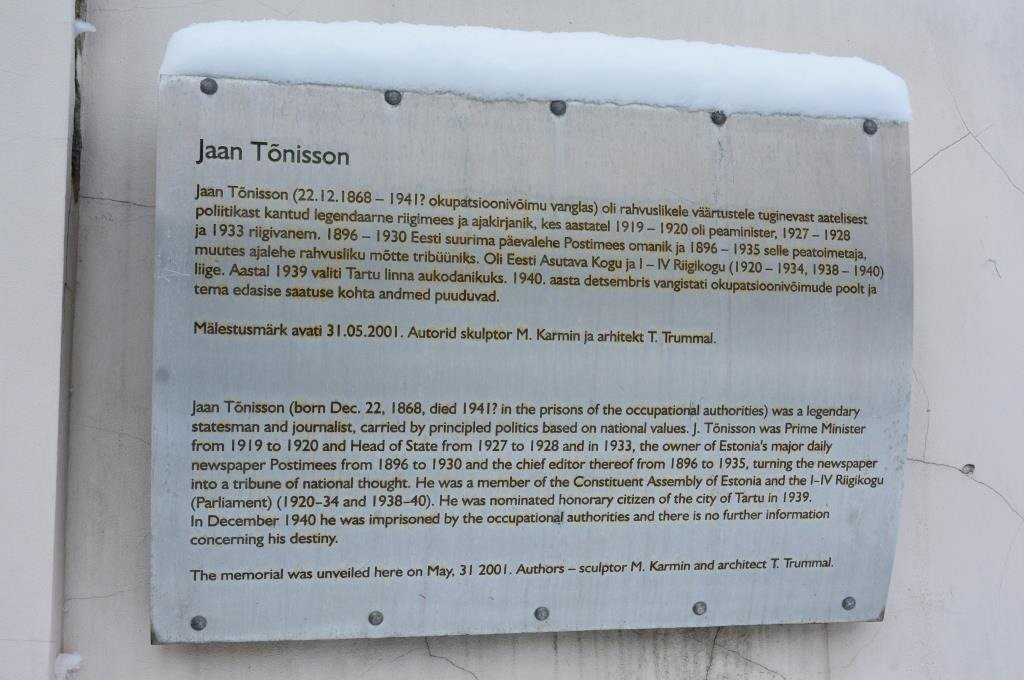 Jaan Tõnisson
Jaan Tõnisson (22.12.1868 – 1941? okupatsioonivõimu vanglas) oli rahvuslikele väärtustele tuginevast aatelisest
poliitikast kantud legendaarne riigimees ja ajakirjanik, kes aastatel 1919 – 1920 oli peaminister, 1927 – 1928
ja 1933 riigivanem. 1896 – 1930 Eesti suurima päevalehe Postimees omanik ja 1896 – 1935 selle peatoimetaja,
muutes ajalehe rahvusliku mõtte tribüüniks. Oli Eesti Asutava Kogu ja I – IV Riigikogu (1920 – 1934, 1938 – 1940)
liige. Aastal 1939 valiti Tartu linna aukodanikuks. 1940. aasta detsembris vangistati okupatsioonivõimude poolt ja
tema edasise saatuse kohta andmed puuduvad.
Mälestusmärk avati 31.05.2001. Autorid skulptor M. Karmin ja arhitekt T. Trummal.
Jaan Tõnisson (born Dec. 22, 1868, died 1941? in the prisons of the occupational authorities) was a legendary
statesman and journalist, carried by principled politics based on national values. J. Tõnisson was Prime Minister
from 1919 to 1920 and Head of State from 1927 to 1928 and in 1933, the owner of Estonia's major daily
newspaper Postimees from 1896 to 1930 and the chief editor thereof from 1896 to 1935, turning the newspaper
into a tribune of national thought. He was a member of the Constituent Assembly of Estonia and the I–IV Riigikogu
(Parliament) (1920–34 and 1938–40). He was nominated honorary citizen of the city of Tartu in 1939.
In December 1940 he was imprisoned by the occupational authorities and there is no further information
concerning his destiny.
The memorial was unveiled here on May, 31 2001. Authors – sculptor M. Karmin and architect T. Trummal.